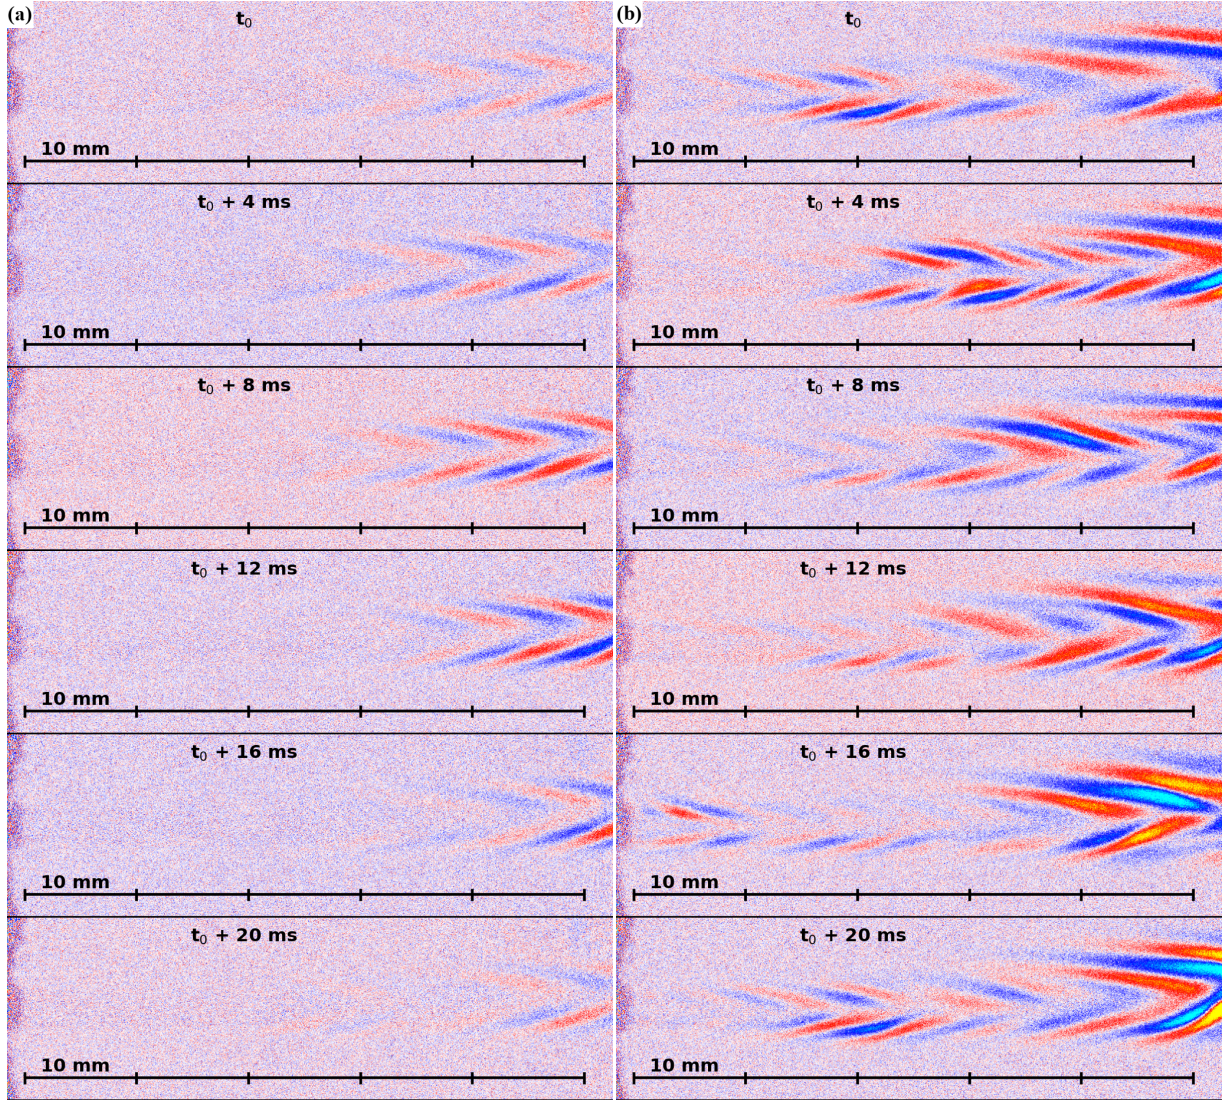 (a) t₀ (b) t₀
10 mm 10 mm
t₀ + 4 ms t₀ + 4 ms
10 mm 10 mm
t₀ + 8 ms t₀ + 8 ms
10 mm 10 mm
t₀ + 12 ms t₀ + 12 ms
10 mm 10 mm
t₀ + 16 ms t₀ + 16 ms
10 mm 10 mm
t₀ + 20 ms t₀ + 20 ms
10 mm 10 mm